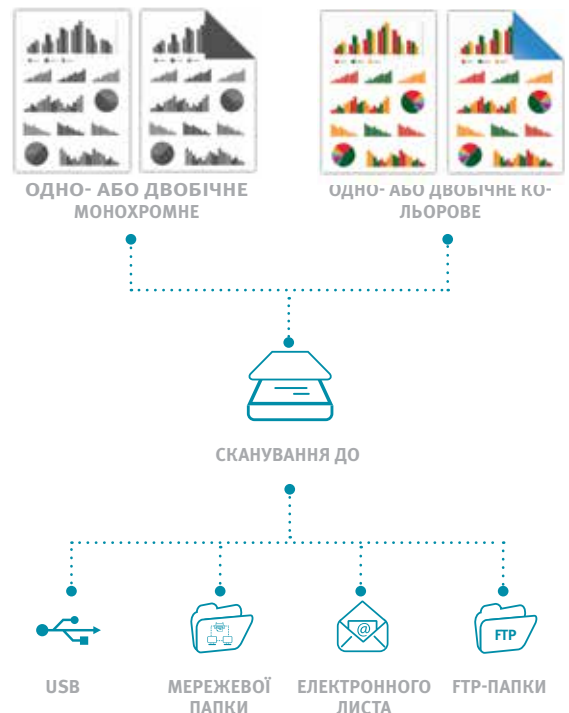 ОДНО- АБО ДВОБІЧНЕ
МОНОХРОМНЕ
ОДНО- АБО ДВОБІЧНЕ КО-
ЛЬОРОВЕ
СКАНУВАННЯ ДО
@
FTP
USB
МЕРЕЖЕВОЇ
ПАПКИ
ЕЛЕКТРОННОГО
ЛИСТА
FTP-ПАПКИ